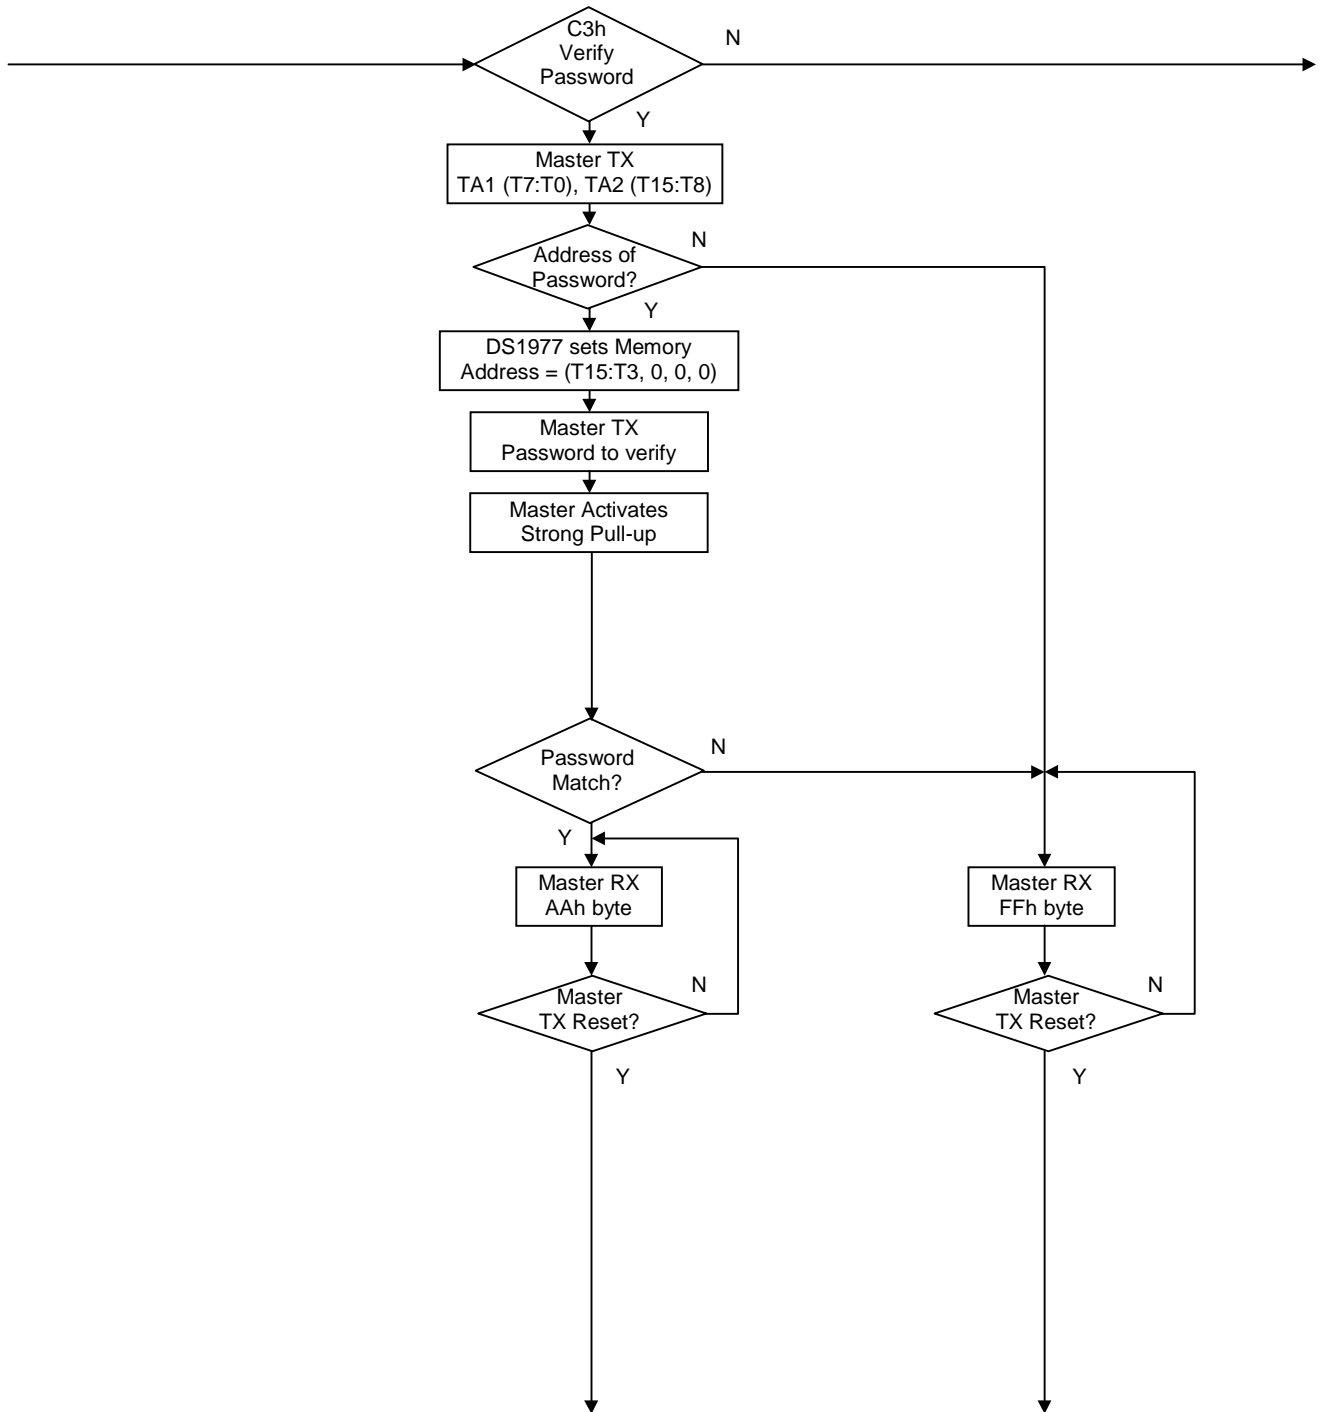 C3h
Verify
Password
N
Y
Master TX
TA1 (T7:T0), TA2 (T15:T8)
Address of
Password?
N
Y
DS1977 sets Memory
Address = (T15:T3, 0, 0, 0)
Master TX
Password to verify
Master Activates
Strong Pull-up
Password
Match?
N
Y
Master RX
AAh byte
Master RX
FFh byte
Master
TX Reset?
N
Y
Master
TX Reset?
N
Y